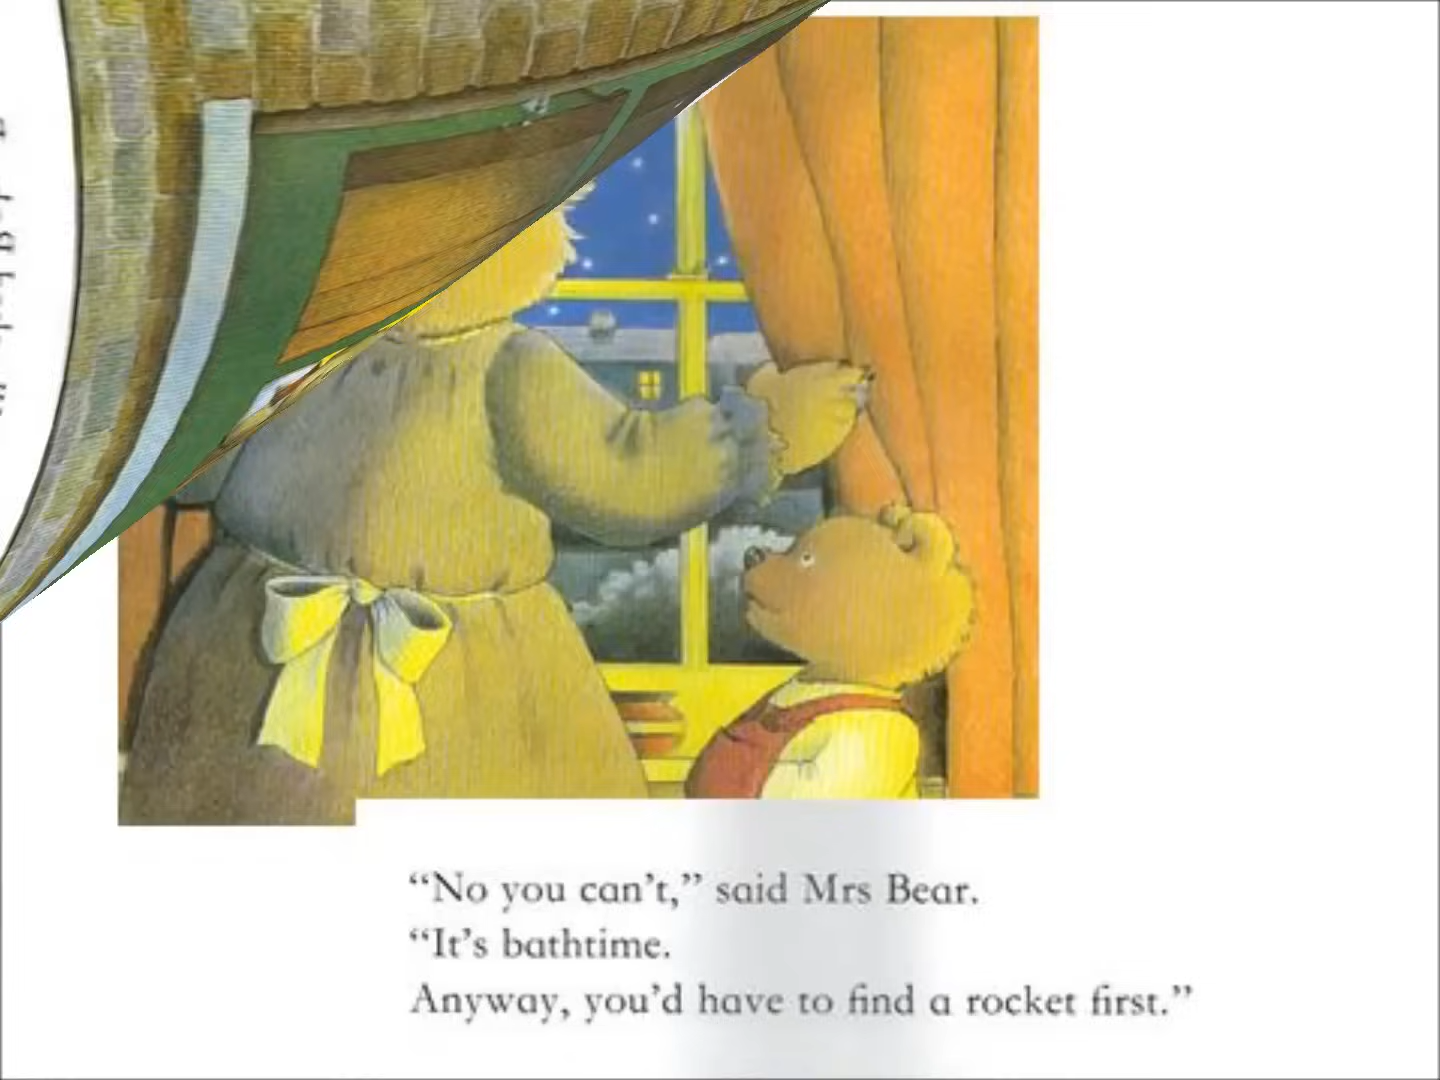 “No you can’t,” said Mrs Bear.
“It’s bathtime.
Anyway, you’d have to find a rocket first.”